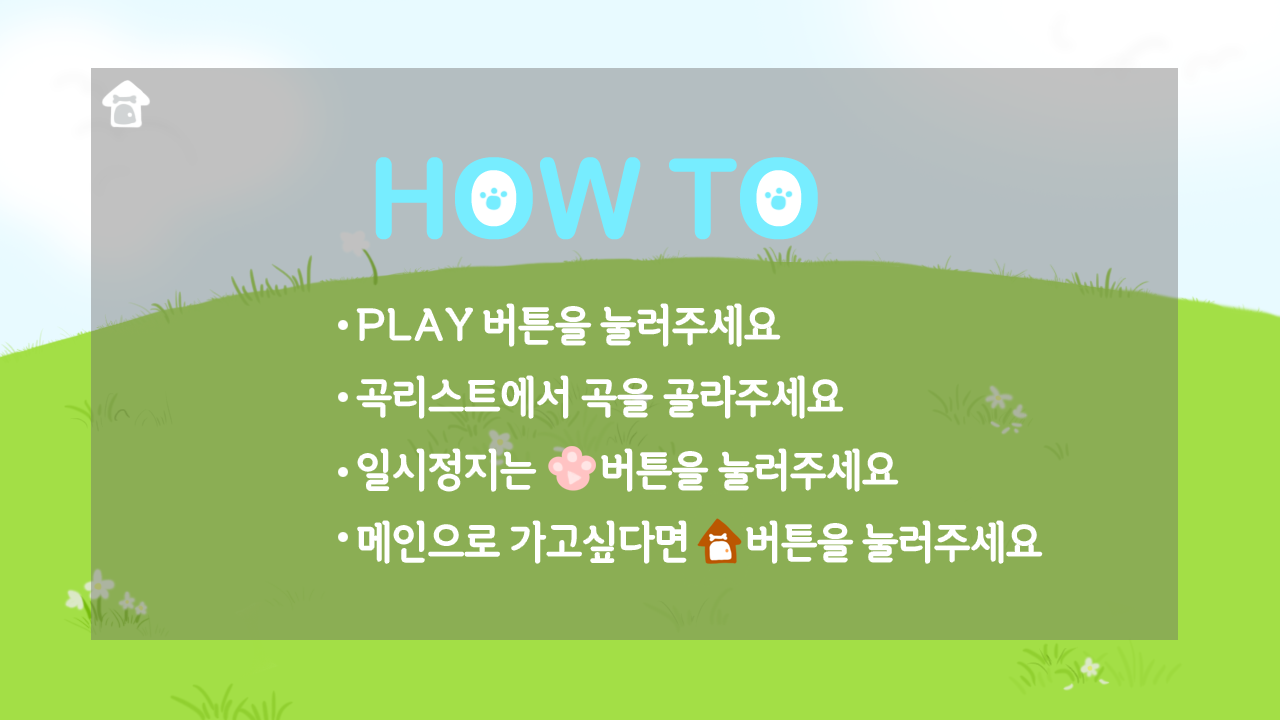 HOW TO
• PLAY 버튼을 눌러주세요
• 곡리스트에서 곡을 골라주세요
• 일시정지는 버튼을 눌러주세요
• 메인으로 가고싶다면 버튼을 눌러주세요